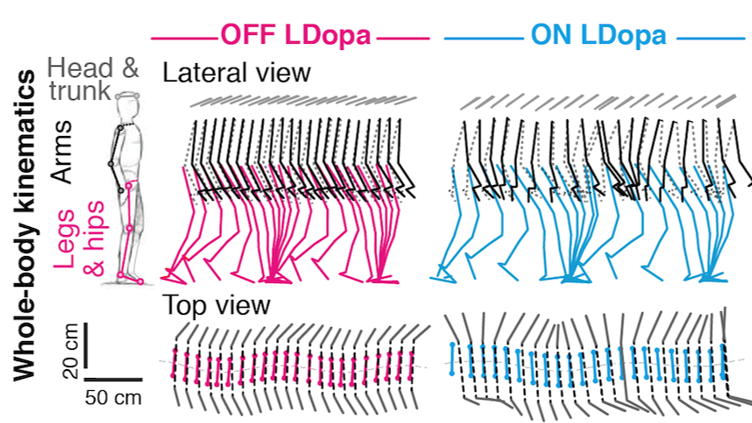 OFF LDopa
ON LDopa
Whole-body kinematics
Head &
trunk
Arms
Legs
& hips
Lateral view
Top view
20 cm
50 cm